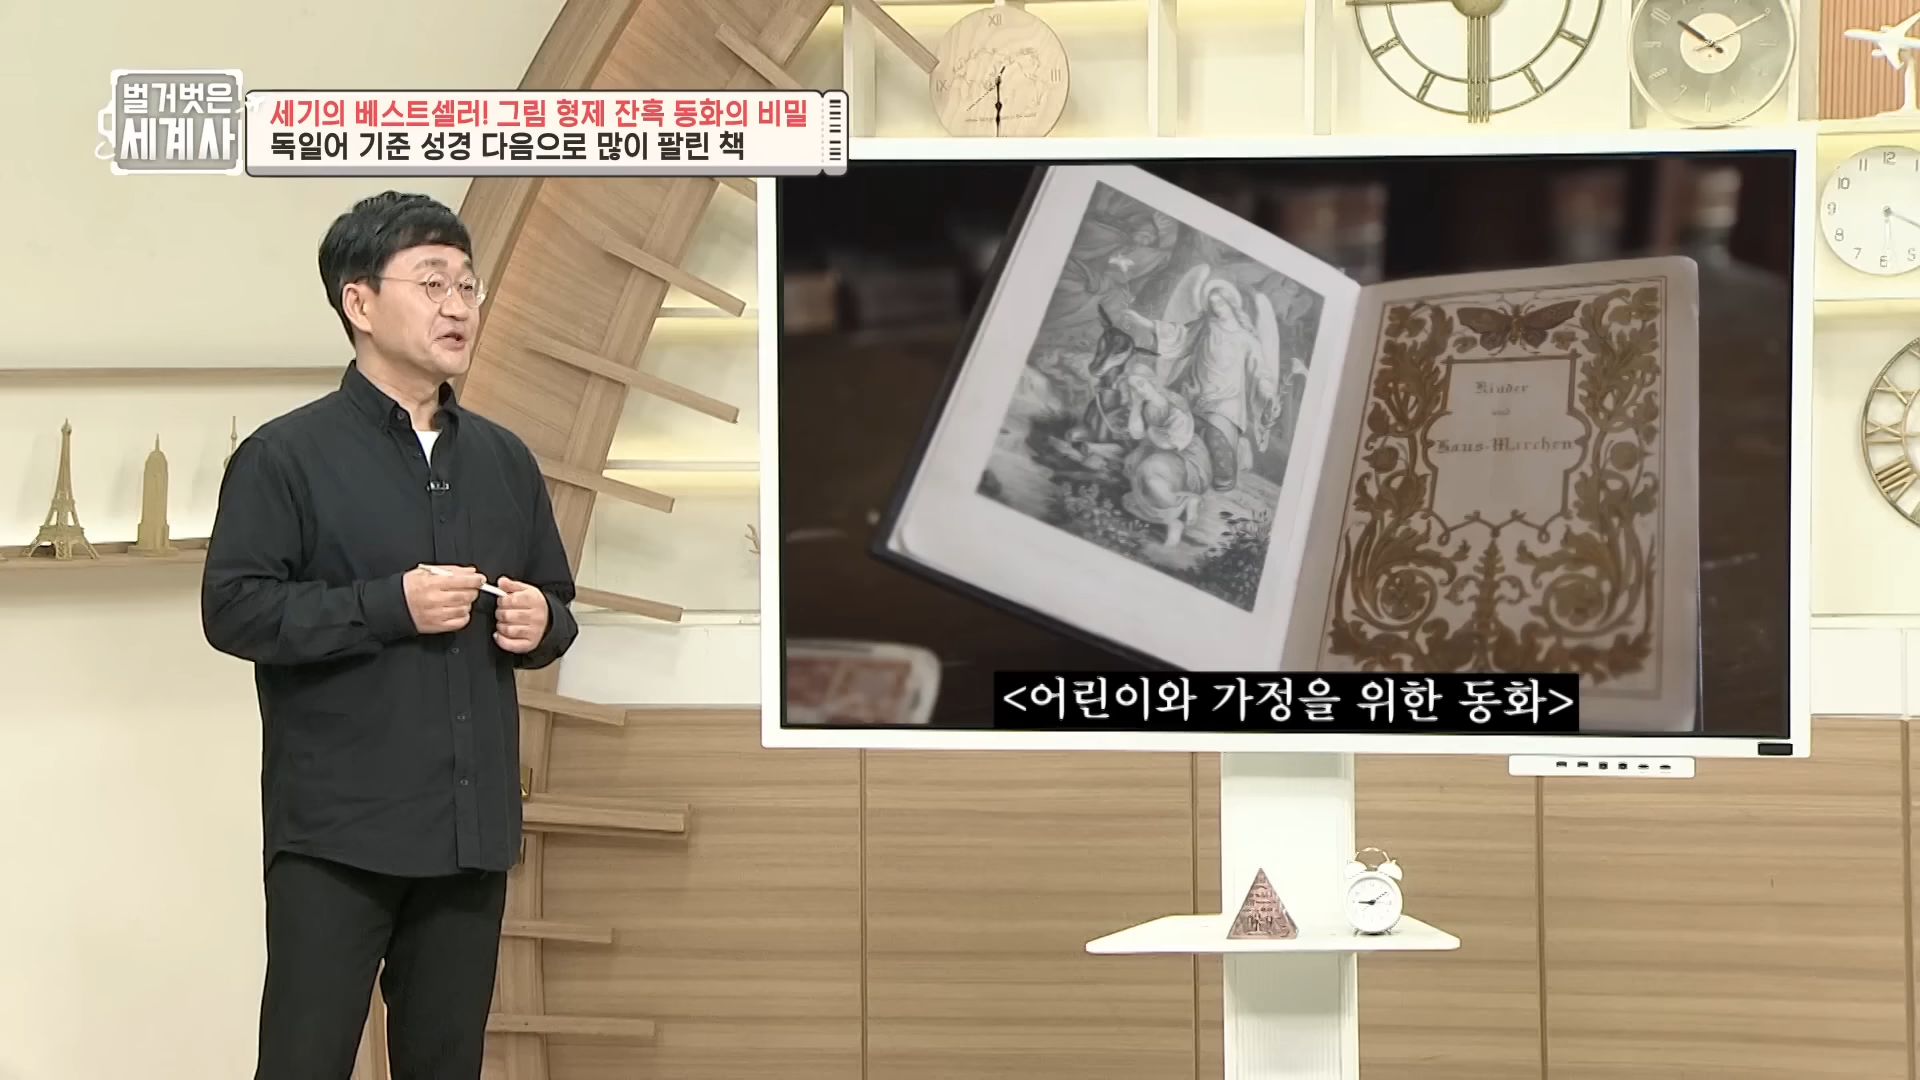 벌거벗은
세계사
세기의 베스트셀러! 그림 형제 잔혹 동화의 비밀
독일어 기준 성경 다음으로 많이 팔린 책
Kinder
und
Haus-Märchen
<어린이와 가정을 위한 동화>